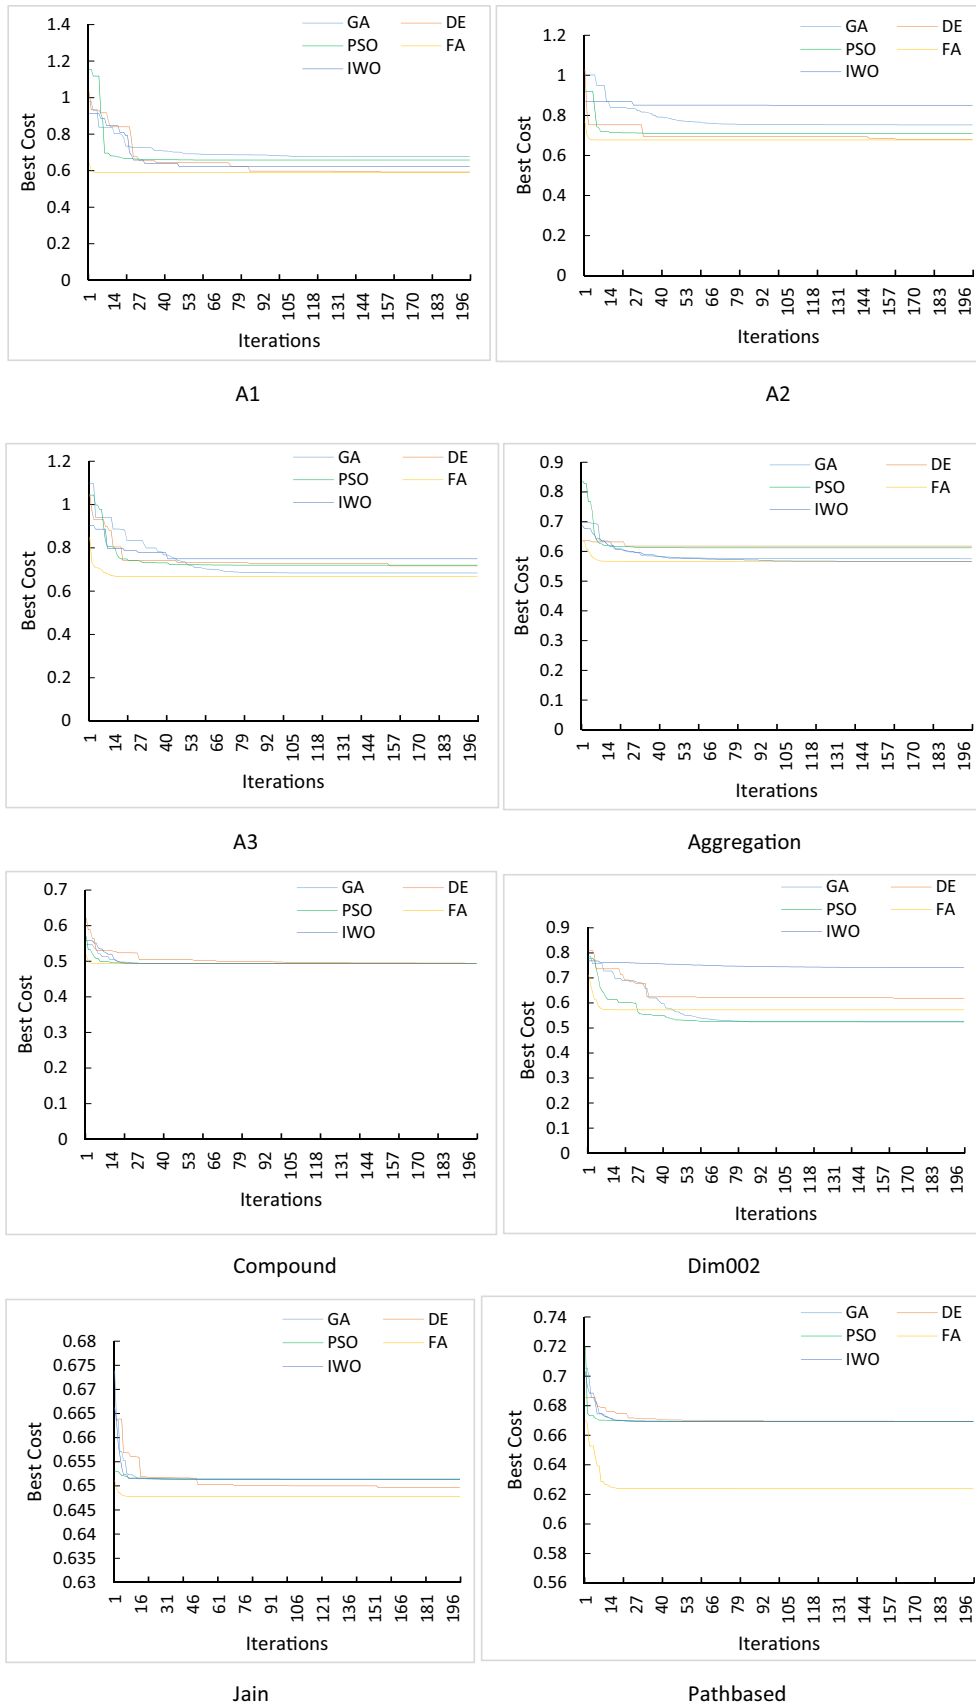 GA DE
PSO FA
IWO
1.4
1.2
1
0.8
0.6
0.4
0.2
0
Best Cost
1 14 27 40 53 66 79 92 105 118 131 144 157 170 183 196
Iterations
A1
GA DE
PSO FA
IWO
1.2
1
0.8
0.6
0.4
0.2
0
Best Cost
1 14 27 40 53 66 79 92 105 118 131 144 157 170 183 196
Iterations
A2
GA DE
PSO FA
IWO
1.2
1
0.8
0.6
0.4
0.2
0
Best Cost
1 14 27 40 53 66 79 92 105 118 131 144 157 170 183 196
Iterations
A3
GA DE
PSO FA
IWO
0.9
0.8
0.7
0.6
0.5
0.4
0.3
0.2
0.1
0
Best Cost
1 14 27 40 53 66 79 92 105 118 131 144 157 170 183 196
Iterations
Aggregation
GA DE
PSO FA
IWO
0.7
0.6
0.5
0.4
0.3
0.2
0.1
0
Best Cost
1 14 27 40 53 66 79 92 105 118 131 144 157 170 183 196
Iterations
Compound
GA DE
PSO FA
IWO
0.9
0.8
0.7
0.6
0.5
0.4
0.3
0.2
0.1
0
Best Cost
1 14 27 40 53 66 79 92 105 118 131 144 157 170 183 196
Iterations
Dim002
GA DE
PSO FA
IWO
0.68
0.675
0.67
0.665
0.66
0.655
0.65
0.645
0.64
0.635
0.63
Best Cost
1 16 31 46 61 76 91 106 121 136 151 166 181 196
Iterations
Jain
GA DE
PSO FA
IWO
0.74
0.72
0.7
0.68
0.66
0.64
0.62
0.6
0.58
0.56
Best Cost
1 14 27 40 53 66 79 92 105 118 131 144 157 170 183 196
Iterations
Pathbased